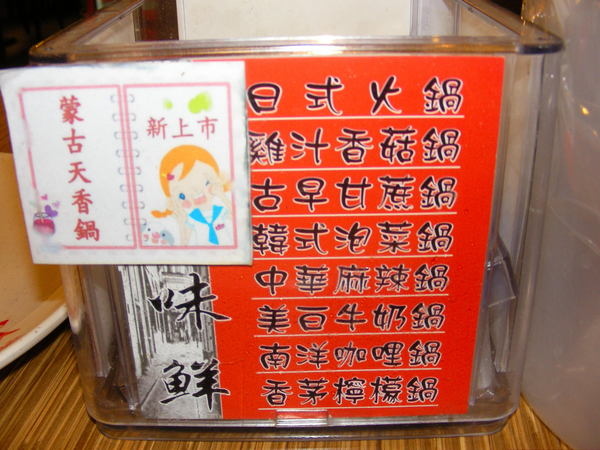 新上市
蒙古天香鍋
日式火鍋
雞汁香菇鍋
古早甘蔗鍋
韓式泡菜鍋
中華麻辣鍋
美白牛奶鍋
南洋咖哩鍋
香茅檸檬鍋
味鮮